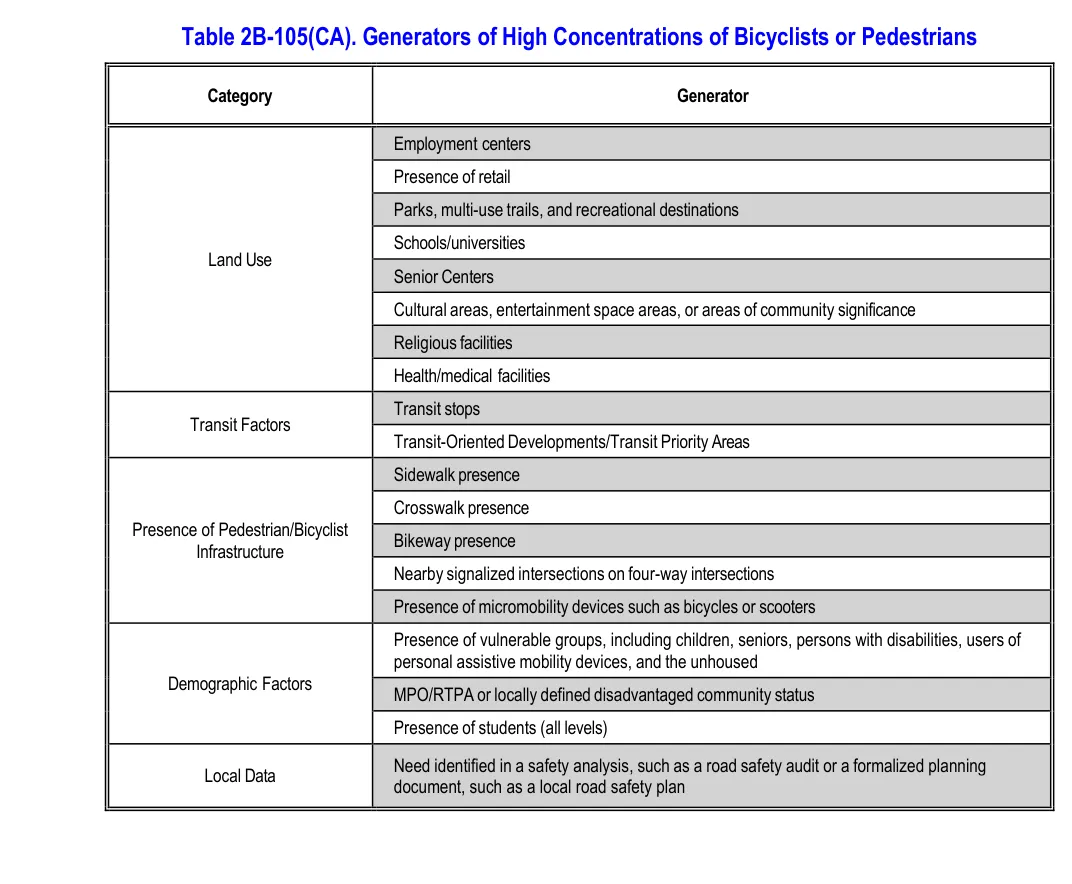 Table 2B-105(CA). Generators of High Concentrations of Bicyclists or Pedestrians
Category
Generator
Land Use
Employment centers
Presence of retail
Parks, multi-use trails, and recreational destinations
Schools/universities
Senior Centers
Cultural areas, entertainment space areas, or areas of community significance
Religious facilities
Health/medical facilities
Transit Factors
Transit stops
Transit-Oriented Developments/Transit Priority Areas
Presence of Pedestrian/Bicyclist
Infrastructure
Sidewalk presence
Crosswalk presence
Bikeway presence
Nearby signalized intersections on four-way intersections
Presence of micromobility devices such as bicycles or scooters
Demographic Factors
Presence of vulnerable groups, including children, seniors, persons with disabilities, users of
personal assistive mobility devices, and the unhoused
MPO/RTPA or locally defined disadvantaged community status
Presence of students (all levels)
Local Data
Need identified in a safety analysis, such as a road safety audit or a formalized planning
document, such as a local road safety plan